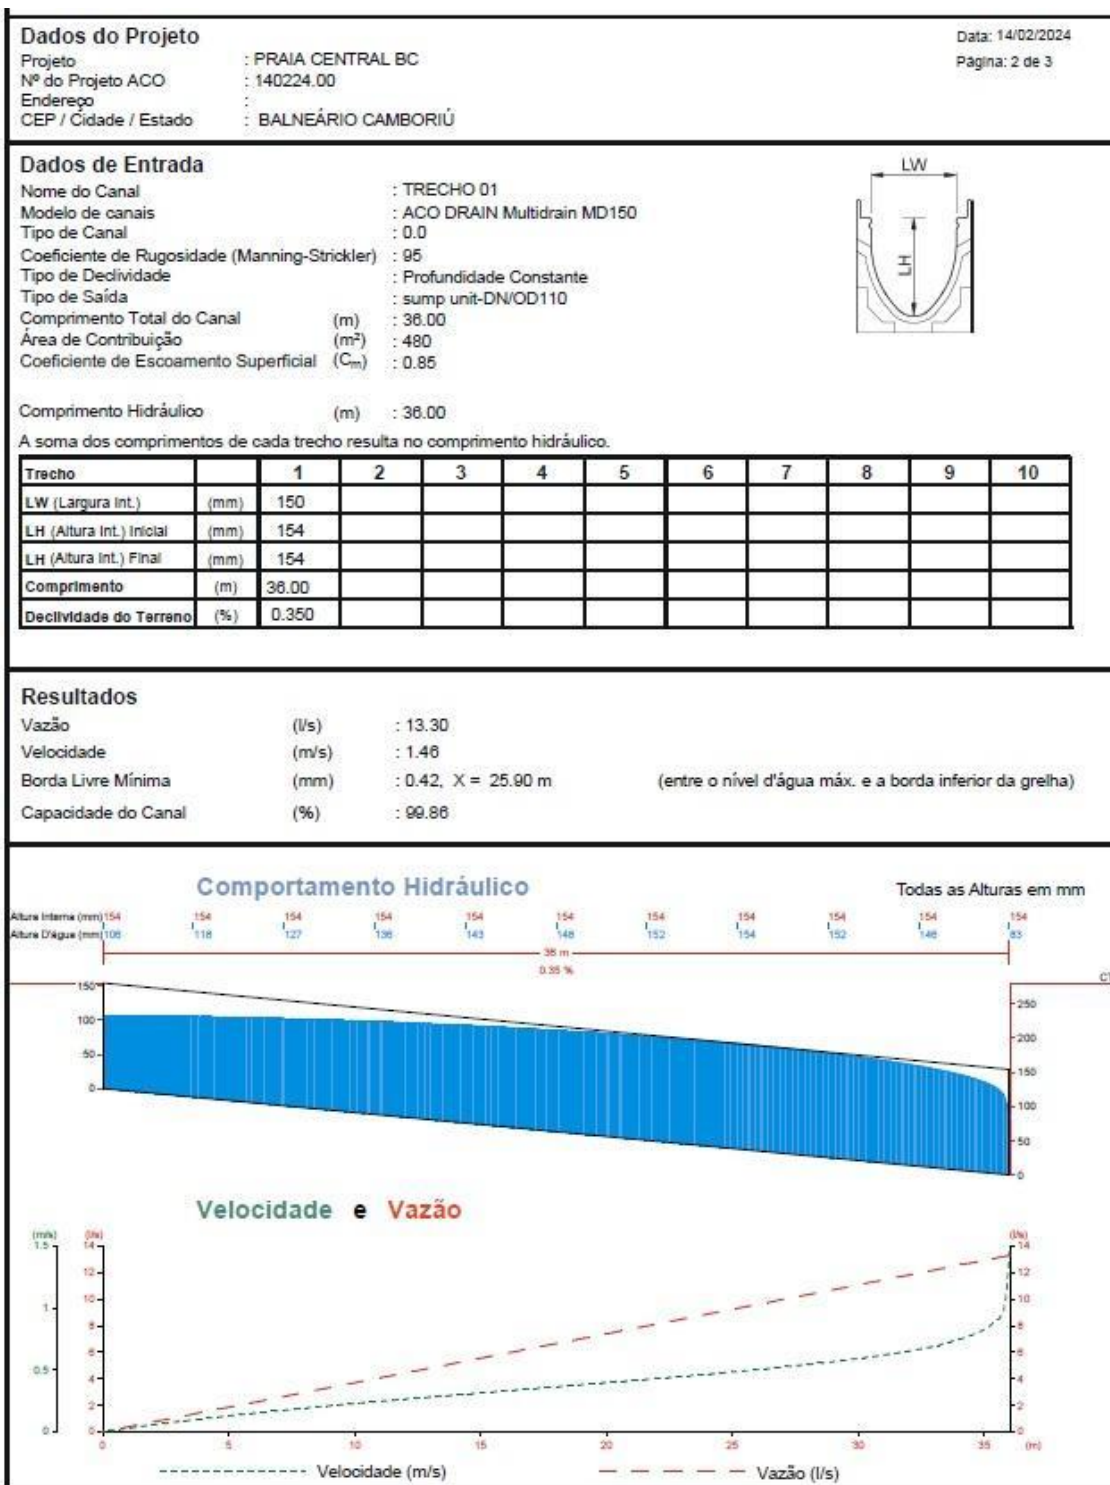 Dados do Projeto
Data: 14/02/2024
Projeto : PRAIA CENTRAL BC
Página: 2 de 3
Nº do Projeto ACO : 140224.00
Endereço :
CEP / Cidade / Estado : BALNEÁRIO CAMBORIÚ
Dados de Entrada
Nome do Canal : TRECHO 01
Modelo de canais : ACO DRAIN Multidrain MD150
Tipo de Canal : 0.0
Coeficiente de Rugosidade (Manning-Strickler) : 95
Tipo de Declividade : Profundidade Constante
Tipo de Saída : sump unit-DN/OD110
Comprimento Total do Canal (m) : 36.00
Área de Contribuição (m²) : 480
Coeficiente de Escoamento Superficial (Cm) : 0.85
LW
LH
Comprimento Hidráulico (m) : 36.00
A soma dos comprimentos de cada trecho resulta no comprimento hidráulico.
Trecho 1 2 3 4 5 6 7 8 9 10
LW (Largura Int.) (mm) 150
LH (Altura Int.) Inicial (mm) 154
LH (Altura Int.) Final (mm) 154
Comprimento (m) 36.00
Declividade do Terreno (%) 0.350
Resultados
Vazão (l/s) : 13.30
Velocidade (m/s) : 1.46
Borda Livre Mínima (mm) : 0.42, X = 25.90 m (entre o nível d'água máx. e a borda inferior da grelha)
Capacidade do Canal (%) : 99.86
Comportamento Hidráulico
Todas as Alturas em mm
Altura Interna (mm) 154 154 154 154 154 154 154 154 154 154 154
Altura D'água (mm) 106 118 127 136 143 148 152 154 152 146 83
36 m
0.35 %
150
100
50
0
250
200
150
100
50
0
Velocidade e Vazão
(m/s) (l/s) (l/s)
1.5 14 14
12 12
1 10 10
8 8
0.5 6 6
4 4
2 2
0 0 0
0 5 10 15 20 25 30 35 (m)
Velocidade (m/s) Vazão (l/s)